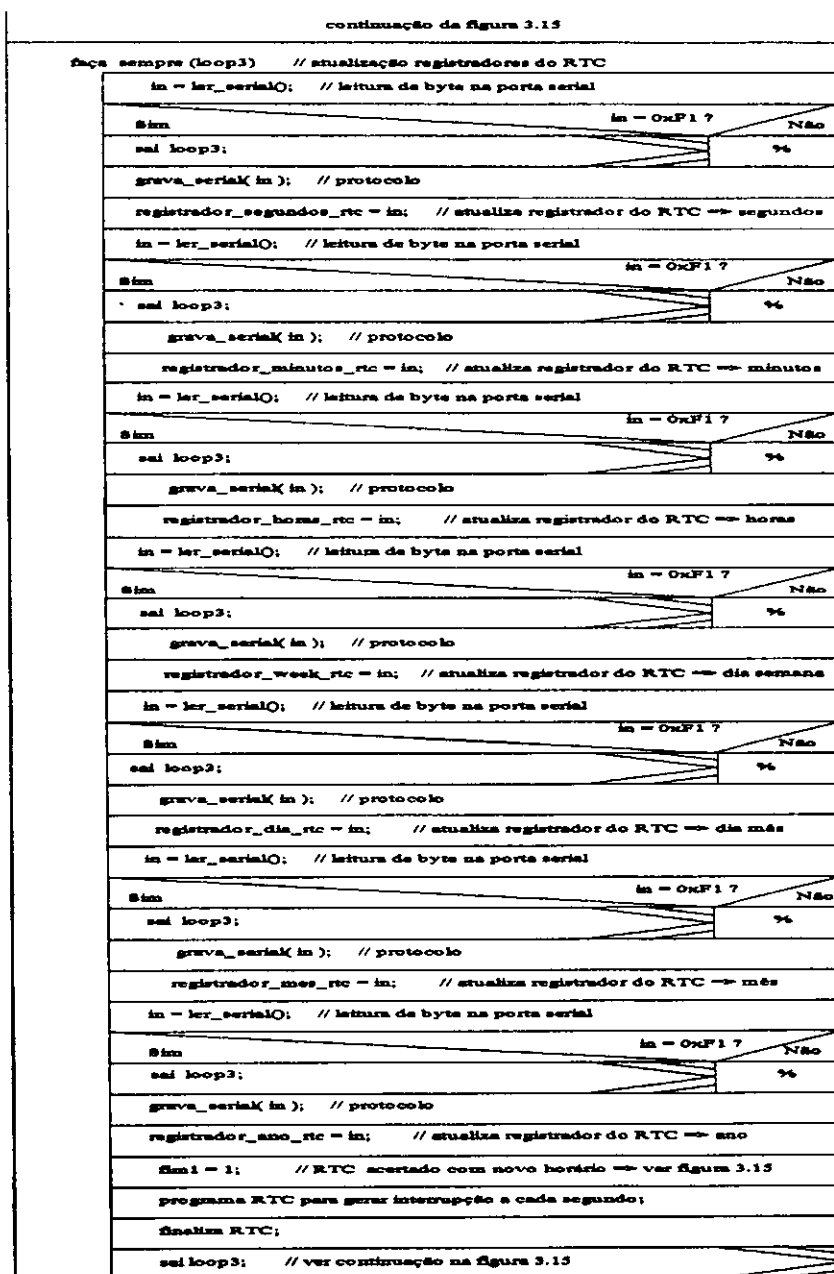 continuação da figura 3.15
faça sempre (loop3) // atualização registradores do RTC
in = ler_serial(); // leitura de byte na porta serial
in = 0xF1 ?
Sim Não
sai loop3; %
grava_serial( in ); // protocolo
registrador_segundos_rtc = in; // atualiza registrador do RTC => segundos
in = ler_serial(); // leitura de byte na porta serial
in = 0xF1 ?
Sim Não
sai loop3; %
grava_serial( in ); // protocolo
registrador_minutos_rtc = in; // atualiza registrador do RTC => minutos
in = ler_serial(); // leitura de byte na porta serial
in = 0xF1 ?
Sim Não
sai loop3; %
grava_serial( in ); // protocolo
registrador_horas_rtc = in; // atualiza registrador do RTC => horas
in = ler_serial(); // leitura de byte na porta serial
in = 0xF1 ?
Sim Não
sai loop3; %
grava_serial( in ); // protocolo
registrador_week_rtc = in; // atualiza registrador do RTC => dia semana
in = ler_serial(); // leitura de byte na porta serial
in = 0xF1 ?
Sim Não
sai loop3; %
grava_serial( in ); // protocolo
registrador_dia_rtc = in; // atualiza registrador do RTC => dia mês
in = ler_serial(); // leitura de byte na porta serial
in = 0xF1 ?
Sim Não
sai loop3; %
grava_serial( in ); // protocolo
registrador_mes_rtc = in; // atualiza registrador do RTC => mês
in = ler_serial(); // leitura de byte na porta serial
in = 0xF1 ?
Sim Não
sai loop3; %
grava_serial( in ); // protocolo
registrador_ano_rtc = in; // atualiza registrador do RTC => ano
fim1 = 1; // RTC acertado com novo horário => ver figura 3.15
programa RTC para gerar interrupção a cada segundo;
finaliza RTC;
sai loop3; // ver continuação na figura 3.15